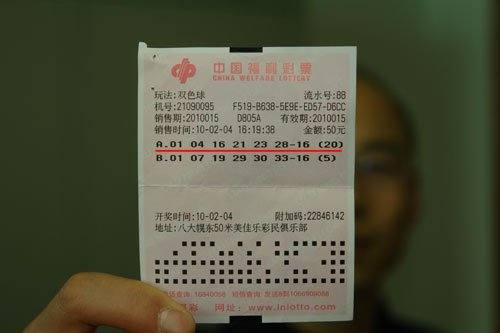 中国福利彩票
CHINA WELFARE LOTTERY
玩法:双色球 流水号:88
机号:21090095 F519-B638-5E9E-ED57-D6CC
销售期:2010015 D805A 有效期:2010015
销售时间:10-02-04 18:19:38 金额:50元
A.01 04 16 21 23 28-16 (20)
B.01 07 19 29 30 33-16 (5)
开奖时间:10-02-04 附加码:22846142
地址:八大幌东50米美佳乐彩民俱乐部
www.inlotto.com